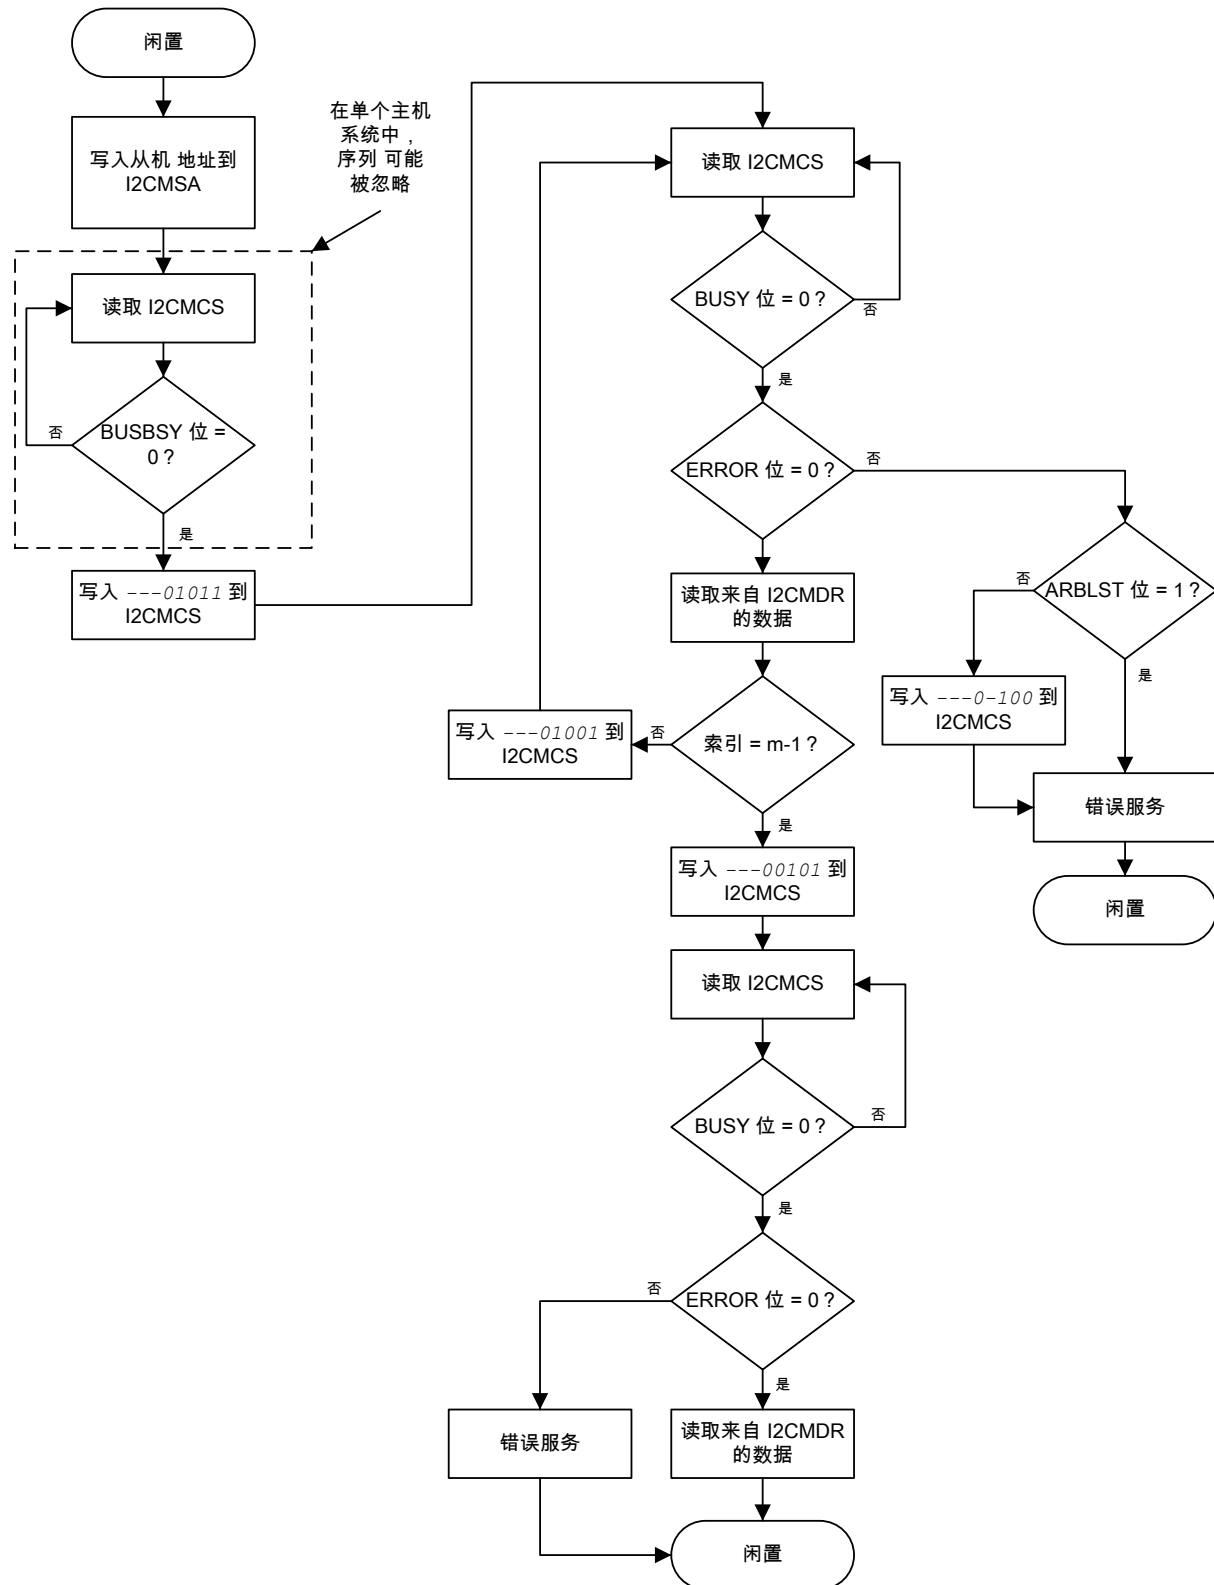 闲置
写入从机 地址到
I2CMSA
在单个主机
系统中，
序列 可能
被忽略
读取 I2CMCS
BUSBSY 位 =
0？
否
是
写入 ---01011 到
I2CMCS
读取 I2CMCS
BUSY 位 = 0？
否
是
ERROR 位 = 0？
否
读取来自 I2CMDR
的数据
ARBLST 位 = 1？
否
是
写入 ---0-100 到
I2CMCS
错误服务
闲置
索引 = m-1？
否
写入 ---01001 到
I2CMCS
是
写入 ---00101 到
I2CMCS
读取 I2CMCS
BUSY 位 = 0？
否
是
ERROR 位 = 0？
否
是
错误服务
读取来自 I2CMDR
的数据
闲置